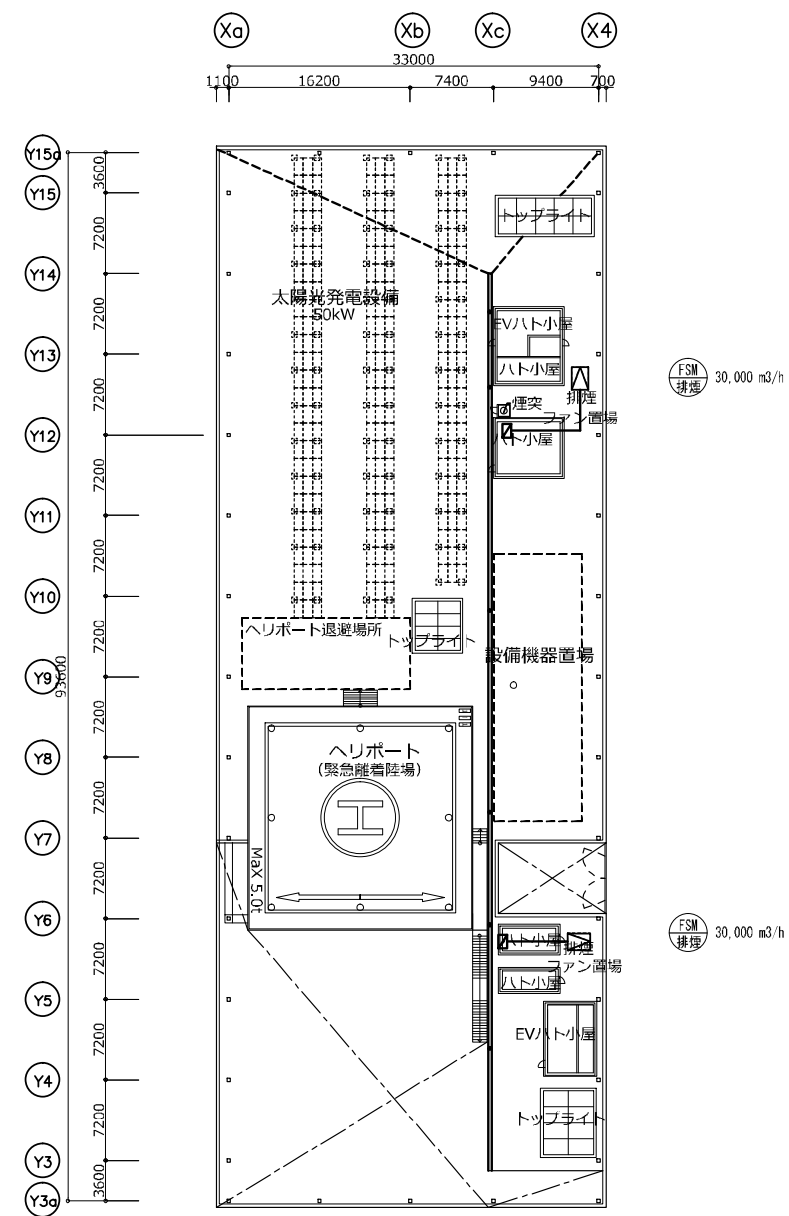 Xa Xb Xc X4
33000
1100 16200 7400 9400 700
Y15a
3600
Y15
トップライト
7200
Y14
太陽光発電設備
50kW
7200
EVハト小屋
Y13
ハト小屋
FSM
排煙
30,000 m3/h
7200
煙突
排煙
ファン置場
Y12
ハト小屋
7200
Y11
7200
Y10
ヘリポート退避場所
トップライト
7200
設備機器置場
Y9
93600
7200
ヘリポート
(緊急離着陸場)
Y8
H
7200
Y7
MaX 5.0t
7200
Y6
FSM
排煙
30,000 m3/h
ハト小屋
排煙
ファン置場
7200
ハト小屋
Y5
EVハト小屋
7200
Y4
トップライト
7200
Y3
3600
Y3a